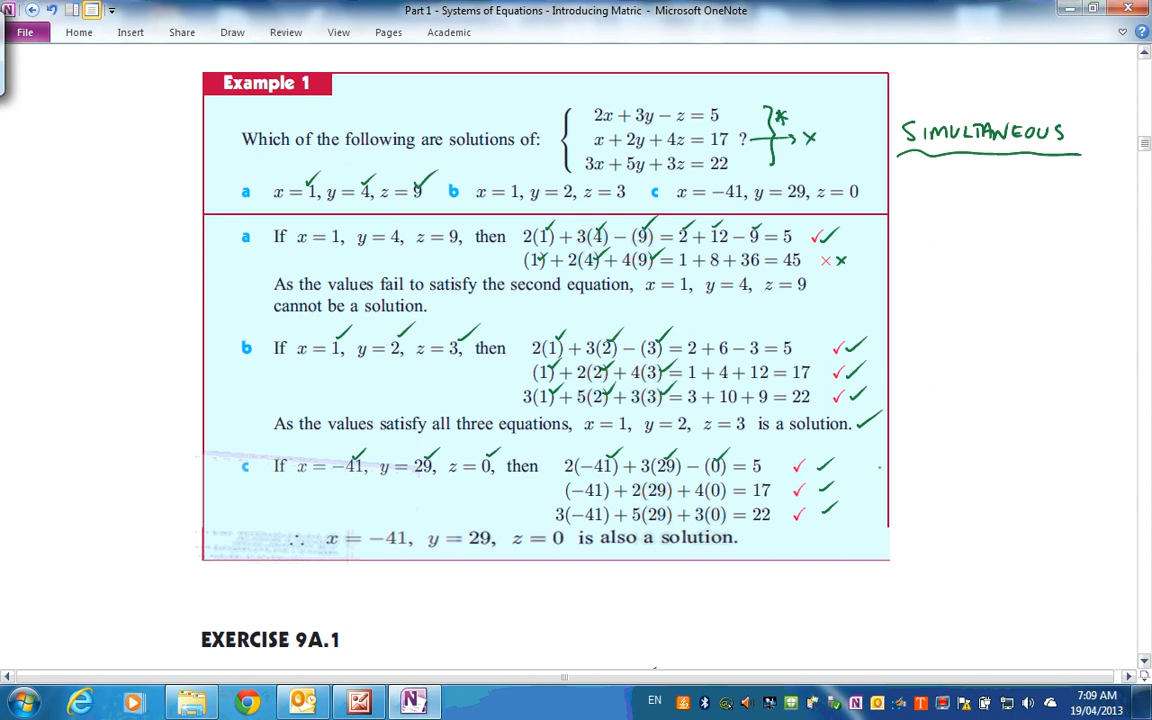 Part 1 - Systems of Equations - Introducing Matric - Microsoft OneNote
File Home Insert Share Draw Review View Pages Academic
Example 1
2x + 3y − z = 5
Which of the following are solutions of: x + 2y + 4z = 17 ? x
3x + 5y + 3z = 22
SIMULTANEOUS
a x = 1, y = 4, z = 9 b x = 1, y = 2, z = 3 c x = −41, y = 29, z = 0
a If x = 1, y = 4, z = 9, then 2(1) + 3(4) − (9) = 2 + 12 − 9 = 5 ✓✓
(1) + 2(4) + 4(9) = 1 + 8 + 36 = 45 × ×
As the values fail to satisfy the second equation, x = 1, y = 4, z = 9
cannot be a solution.
b If x = 1, y = 2, z = 3, then 2(1) + 3(2) − (3) = 2 + 6 − 3 = 5 ✓✓
(1) + 2(2) + 4(3) = 1 + 4 + 12 = 17 ✓✓
3(1) + 5(2) + 3(3) = 3 + 10 + 9 = 22 ✓✓
As the values satisfy all three equations, x = 1, y = 2, z = 3 is a solution. ✓
c If x = −41, y = 29, z = 0, then 2(−41) + 3(29) − (0) = 5 ✓ ✓
(−41) + 2(29) + 4(0) = 17 ✓ ✓
3(−41) + 5(29) + 3(0) = 22 ✓ ✓
∴ x = −41, y = 29, z = 0 is also a solution.
EXERCISE 9A.1
EN
7:09 AM
19/04/2013